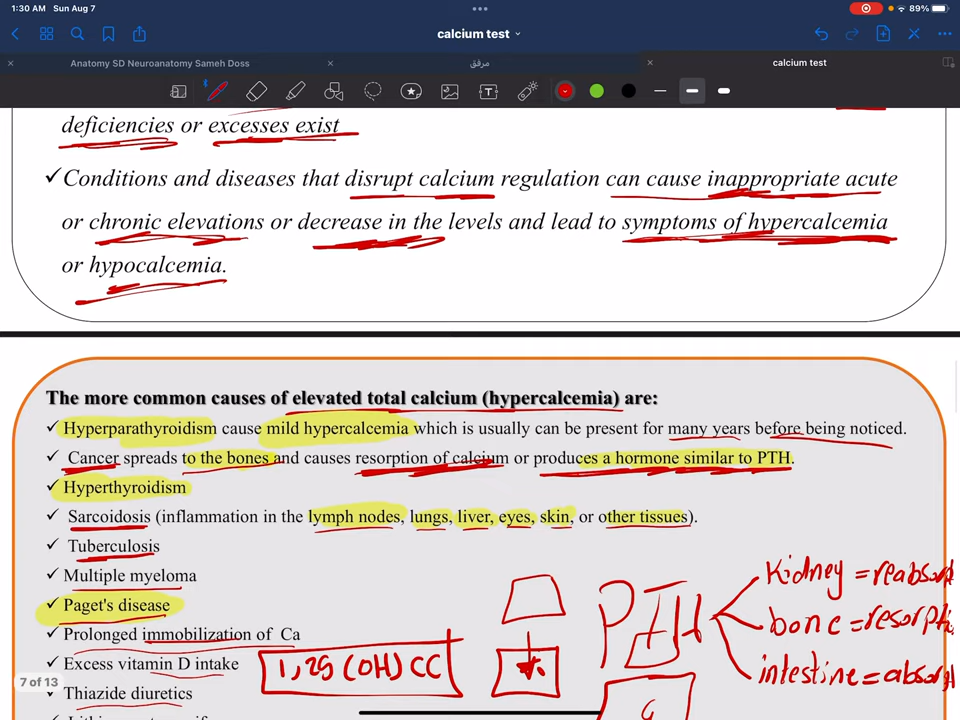 1:30 AM Sun Aug 7
89%
calcium test
Anatomy SD Neuroanatomy Sameh Doss
مرفق
calcium test
deficiencies or excesses exist
✓Conditions and diseases that disrupt calcium regulation can cause inappropriate acute
or chronic elevations or decrease in the levels and lead to symptoms of hypercalcemia
or hypocalcemia.
The more common causes of elevated total calcium (hypercalcemia) are:
✓ Hyperparathyroidism cause mild hypercalcemia which is usually can be present for many years before being noticed.
✓ Cancer spreads to the bones and causes resorption of calcium or produces a hormone similar to PTH.
✓ Hyperthyroidism
✓ Sarcoidosis (inflammation in the lymph nodes, lungs, liver, eyes, skin, or other tissues).
✓ Tuberculosis
✓ Multiple myeloma
✓ Paget's disease
✓ Prolonged immobilization of Ca
✓ Excess vitamin D intake
✓ Thiazide diuretics
1,25 (OH) CC
PTH
Kidney = reabsor
bone = resorpti
intestine = absor
7 of 13